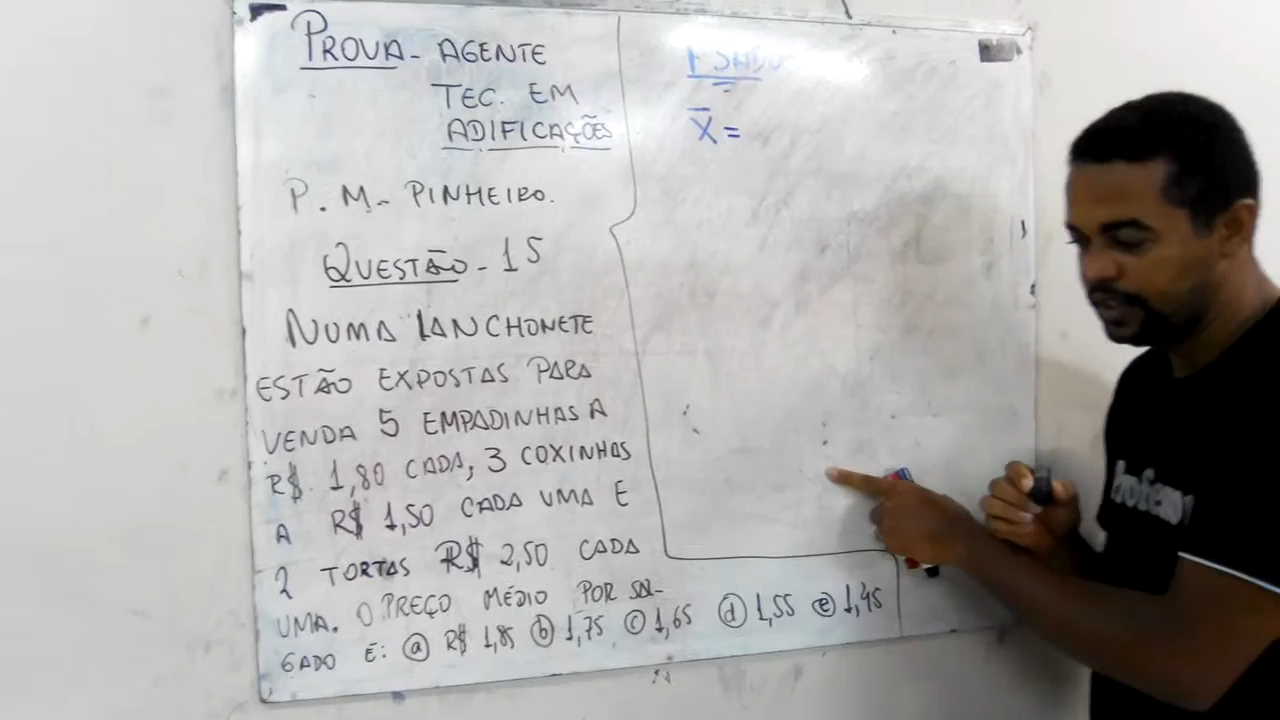 PROVA - AGENTE
TEC. EM
ADIFICAÇÕES
P. M. - PINHEIRO.
QUESTÃO - 15
NUMA LANCHONETE
ESTÃO EXPOSTAS PARA
VENDA 5 EMPADINHAS A
R$ 1,80 CADA, 3 COXINHAS
A R$ 1,50 CADA UMA E
2 TORTAS R$ 2,50 CADA
UMA. O PREÇO MÉDIO POR SAL-
GADO É: a R$ 1,85 b 1,75 c 1,65 d 1,55 e 1,45
X̄ =
Professor